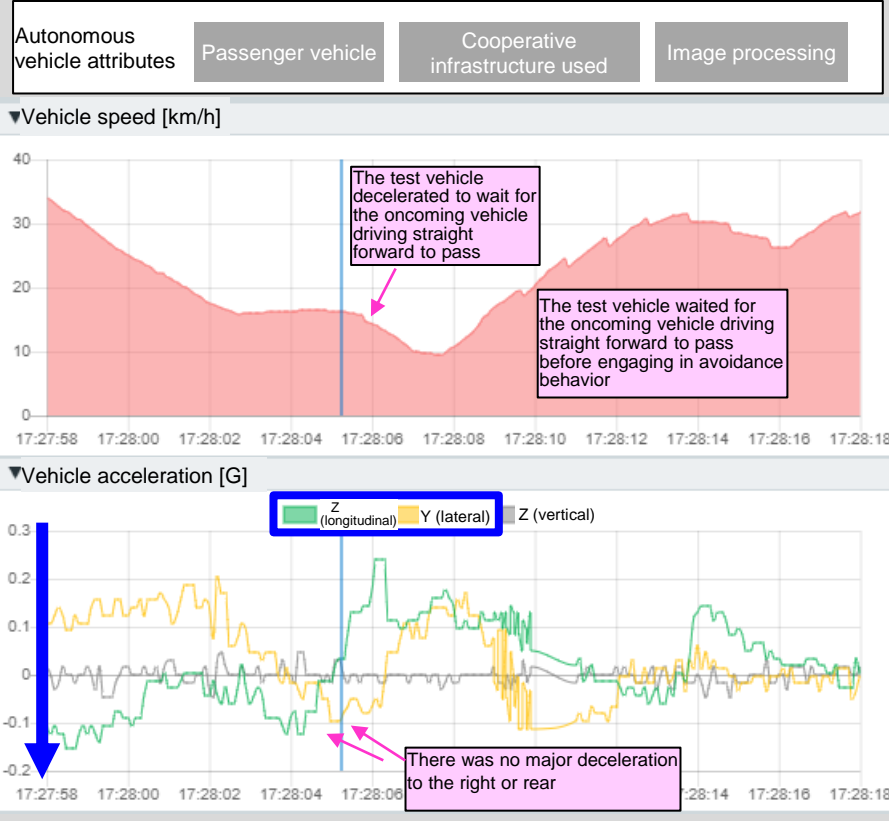 Autonomous
vehicle attributes
Passenger vehicle
Cooperative
infrastructure used
Image processing
▼Vehicle speed [km/h]
40
30
20
10
0
The test vehicle
decelerated to wait for
the oncoming vehicle
driving straight
forward to pass
The test vehicle waited for
the oncoming vehicle driving
straight forward to pass
before engaging in avoidance
behavior
17:27:58 17:28:00 17:28:02 17:28:04 17:28:06 17:28:08 17:28:10 17:28:12 17:28:14 17:28:16 17:28:18
▼Vehicle acceleration [G]
Z
(longitudinal)
Y (lateral)
Z (vertical)
0.3
0.2
0.1
0
-0.1
-0.2
There was no major deceleration
to the right or rear
17:27:58 17:28:00 17:28:02 17:28:04 17:28:06 :28:14 17:28:16 17:28:18